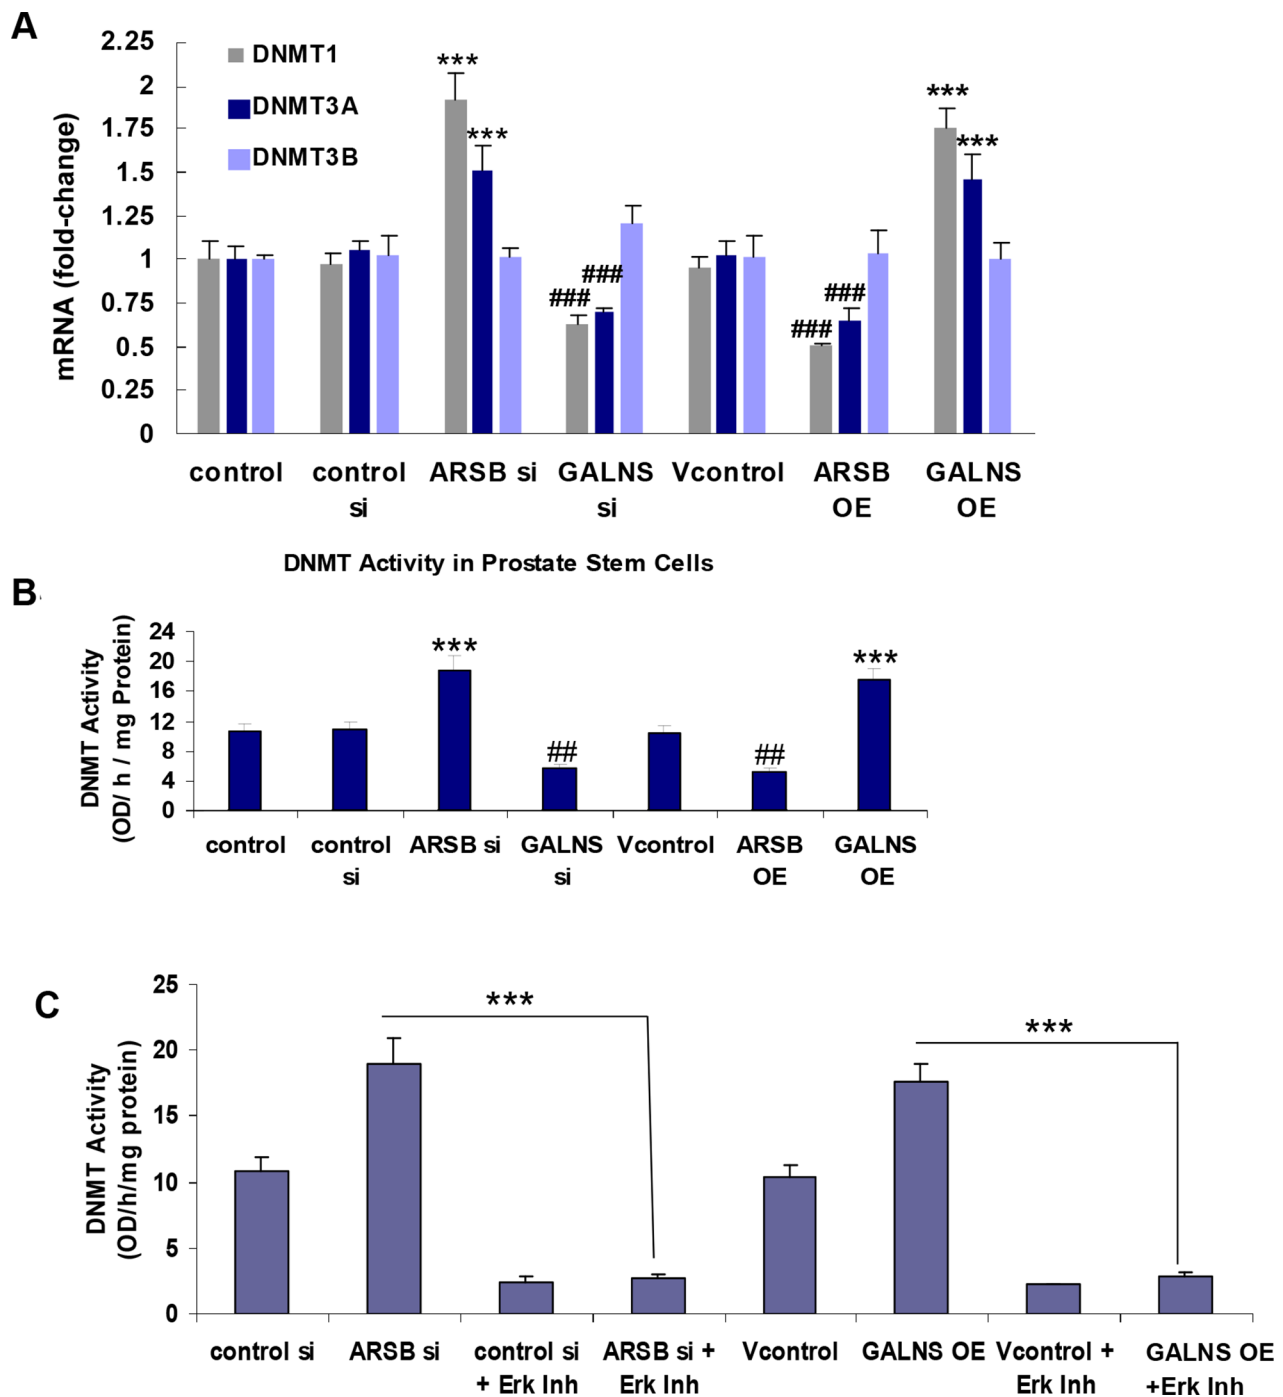 A
2.25
2
1.75
1.5
1.25
1
0.75
0.5
0.25
0
mRNA (fold-change)
DNMT1
DNMT3A
DNMT3B
***
***
###
###
###
###
***
***
control
control si
ARSB si
GALNS si
Vcontrol
ARSB OE
GALNS OE
DNMT Activity in Prostate Stem Cells
B
DNMT Activity
(OD/ h / mg Protein)
24
20
16
12
8
4
0
***
##
##
***
control
control si
ARSB si
GALNS si
Vcontrol
ARSB OE
GALNS OE
C
DNMT Activity
(OD/h/mg protein)
25
20
15
10
5
0
***
***
control si
ARSB si
control si
+ Erk Inh
ARSB si +
Erk Inh
Vcontrol
GALNS OE
Vcontrol +
Erk Inh
GALNS OE
+Erk Inh